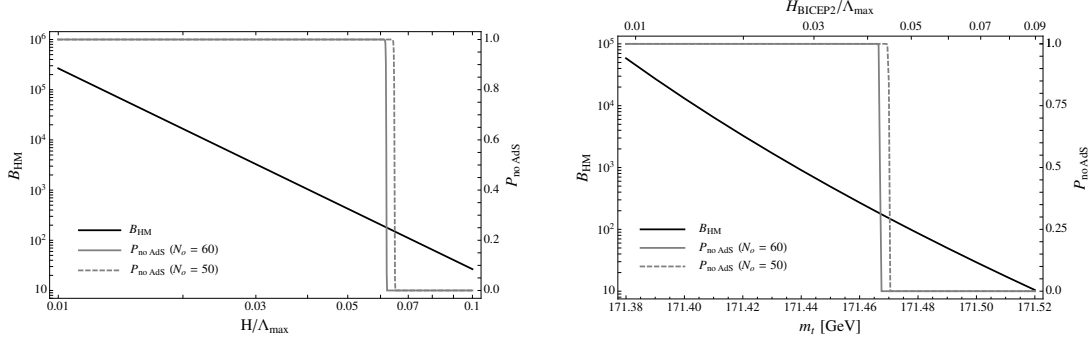 10^6
10^5
10^4
10^3
10^2
10
B_HM
1.0
0.8
0.6
0.4
0.2
0.0
P_no AdS
B_HM
P_no AdS (N_o = 60)
P_no AdS (N_o = 50)
0.01 0.03 0.05 0.07 0.1
H/Λ_max
H_BICEP2/Λ_max
0.01 0.03 0.05 0.07 0.09
10^5
10^4
10^3
10^2
10
B_HM
1.0
0.75
0.5
0.25
0.0
P_no AdS
B_HM
P_no AdS (N_o = 60)
P_no AdS (N_o = 50)
171.38 171.40 171.42 171.44 171.46 171.48 171.50 171.52
m_t [GeV]